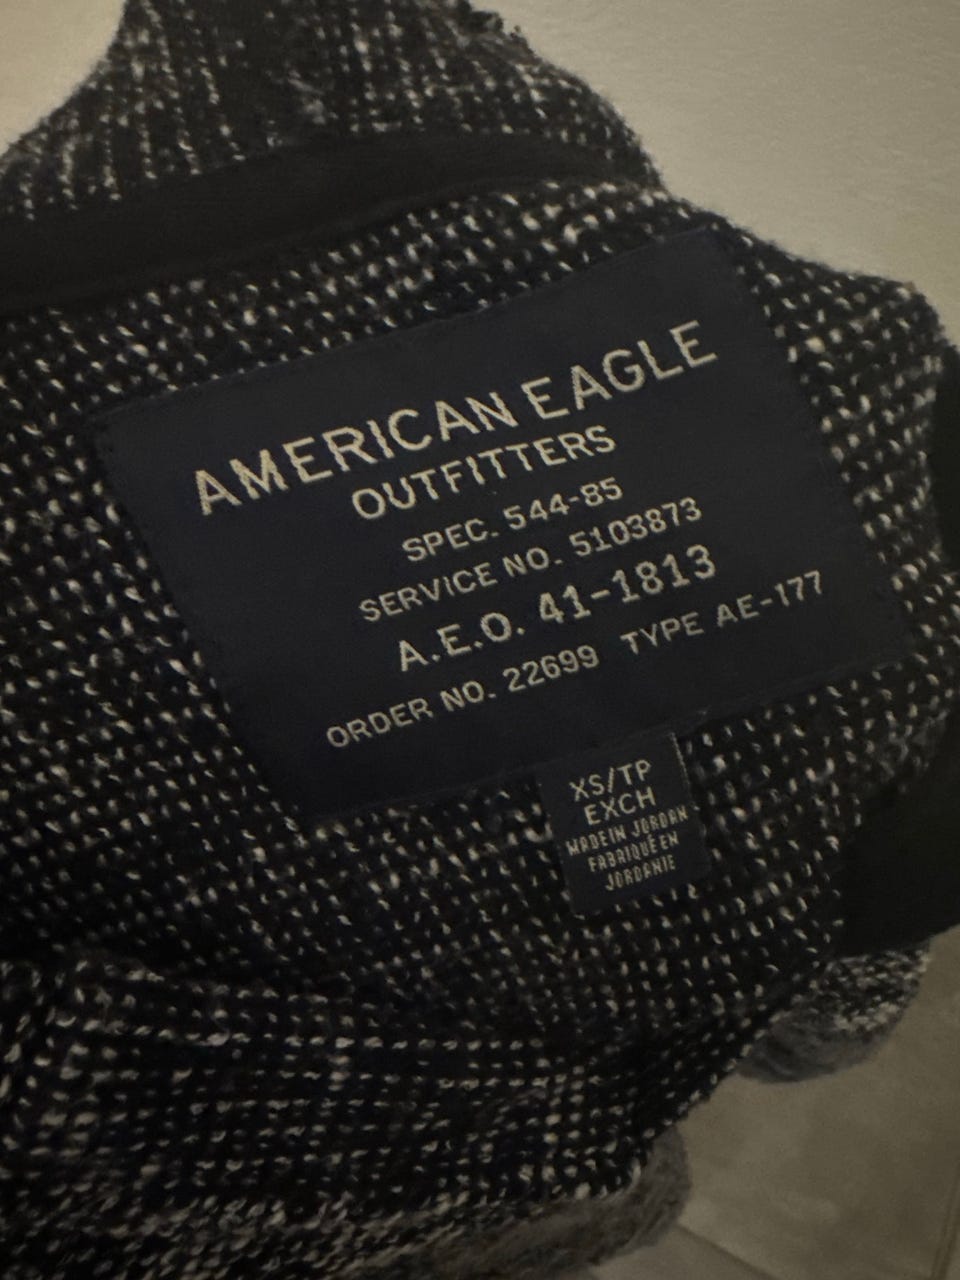 AMERICAN EAGLE
OUTFITTERS
SPEC. 544-85
SERVICE NO. 5103873
A.E.O. 41-1813
ORDER NO. 22699 TYPE AE-177
XS/TP
EXCH
MADE IN JORDAN
FABRIQUÉ EN
JORDANIE